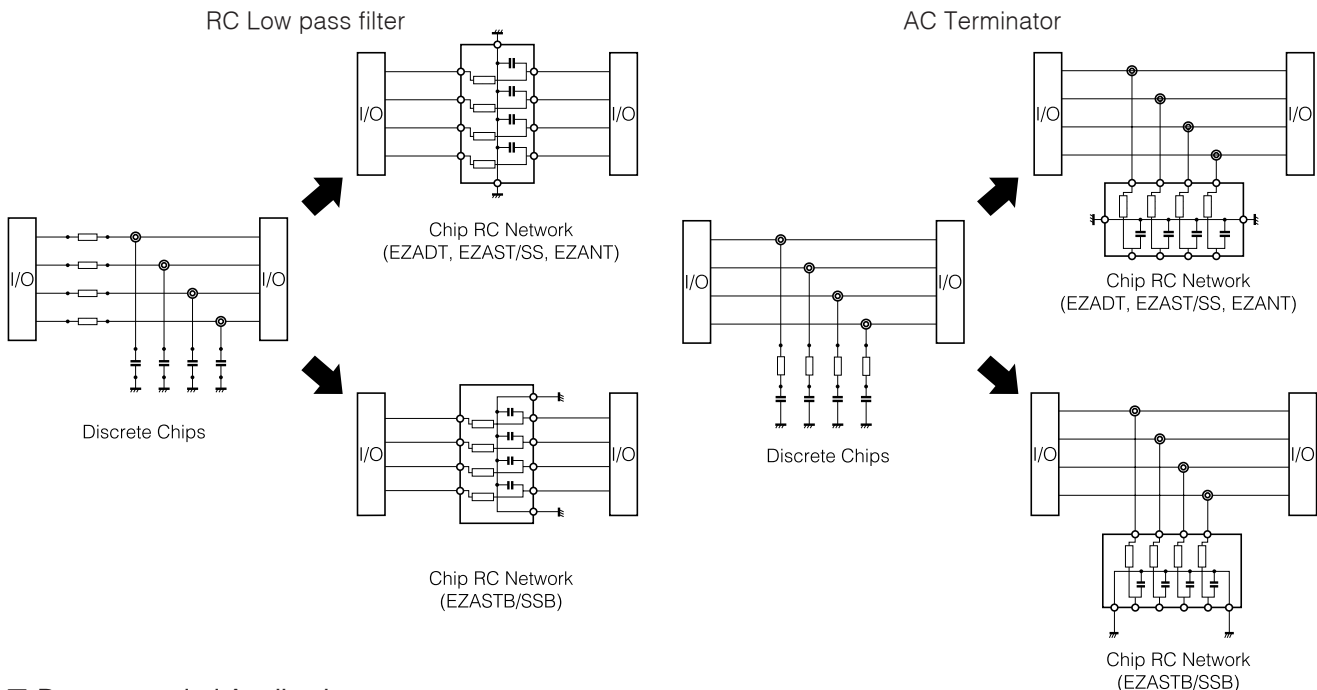 RC Low pass filter
I/O
I/O
Chip RC Network
(EZADT, EZAST/SS, EZANT)
I/O
I/O
Discrete Chips
I/O
I/O
Chip RC Network
(EZASTB/SSB)
AC Terminator
I/O
I/O
Chip RC Network
(EZADT, EZAST/SS, EZANT)
I/O
I/O
Discrete Chips
I/O
I/O
Chip RC Network
(EZASTB/SSB)